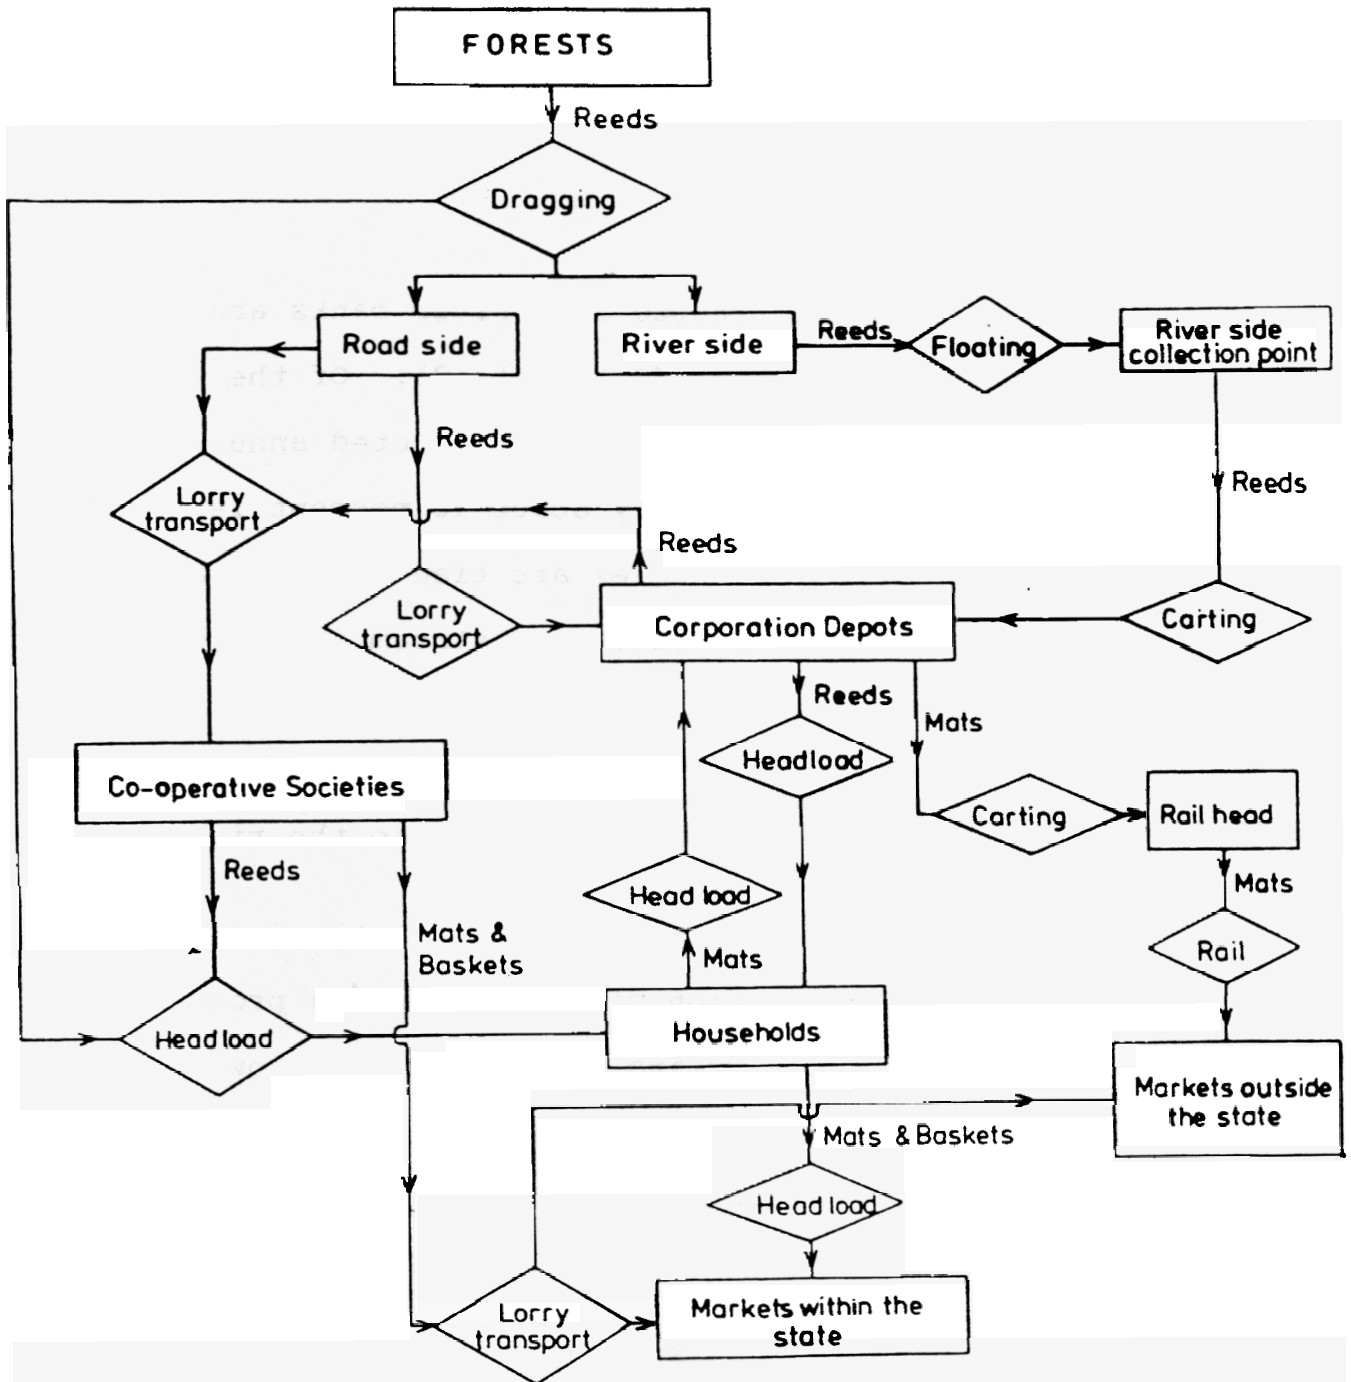 FORESTS
Reeds
Dragging
Road side
River side
Reeds
Floating
River side
collection point
Reeds
Reeds
Lorry
transport
Reeds
Lorry
transport
Corporation Depots
Carting
Reeds
Mats
Headload
Co-operative Societies
Carting
Rail head
Reeds
Head load
Mats
Mats &
Baskets
Mats
Rail
Head load
Households
Markets outside
the state
Mats & Baskets
Head load
Lorry
transport
Markets within the
state